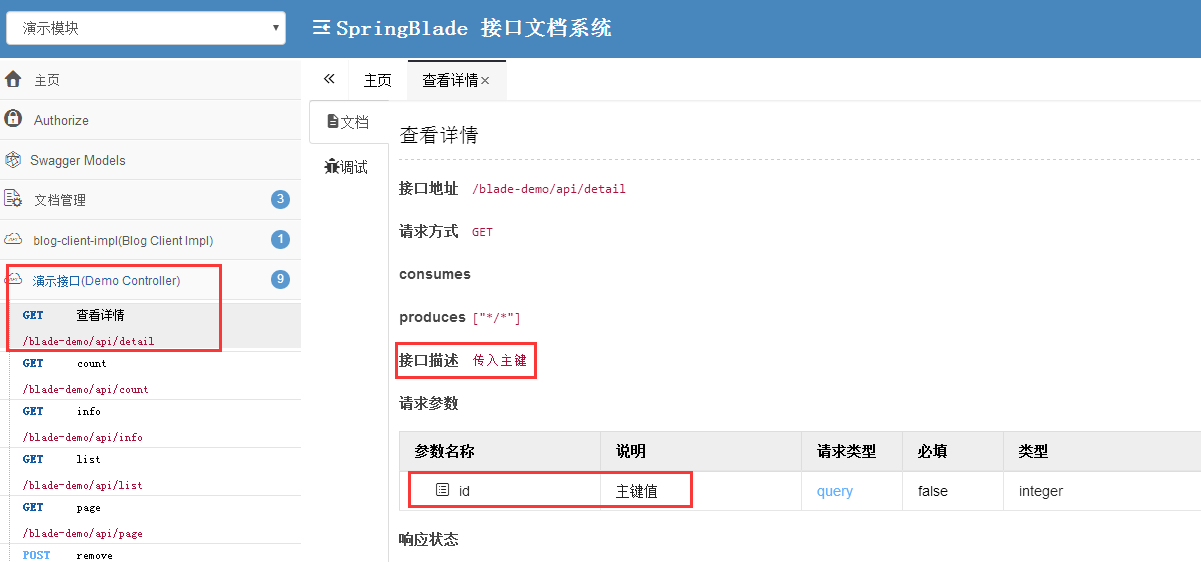 演示模块
SpringBlade 接口文档系统
主页
Authorize
Swagger Models
文档管理 3
blog-client-impl(Blog Client Impl) 1
演示接口(Demo Controller) 9
GET 查看详情
/blade-demo/api/detail
GET count
/blade-demo/api/count
GET info
/blade-demo/api/info
GET list
/blade-demo/api/list
GET page
/blade-demo/api/page
POST remove
主页 查看详情×
文档
调试
查看详情
接口地址 /blade-demo/api/detail
请求方式 GET
consumes
produces ["*/*"]
接口描述 传入主键
请求参数
参数名称 说明 请求类型 必填 类型
id 主键值 query false integer
响应状态